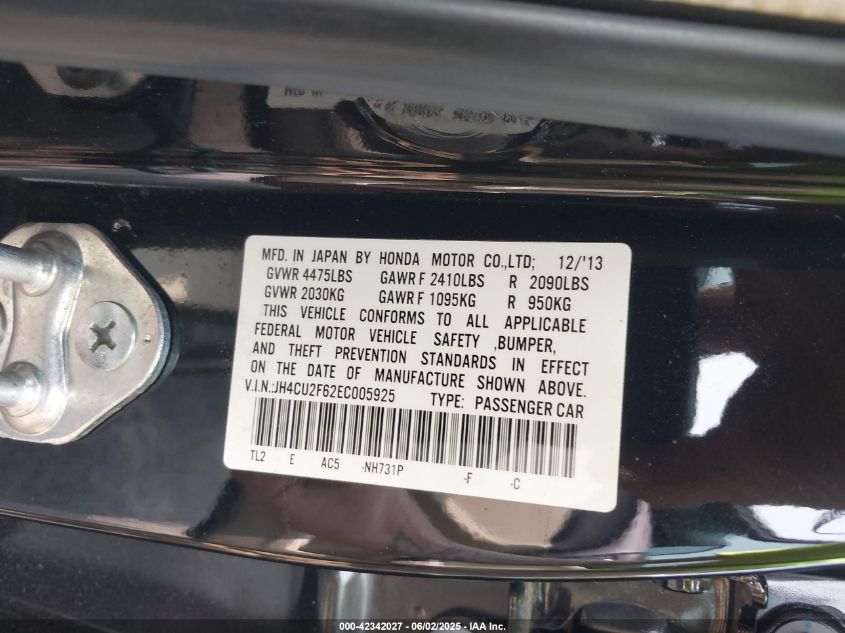 MFD. IN JAPAN BY HONDA MOTOR CO.,LTD; 12/'13
GVWR 4475LBS GAWR F 2410LBS R 2090LBS
GVWR 2030KG GAWR F 1095KG R 950KG
THIS VEHICLE CONFORMS TO ALL APPLICABLE
FEDERAL MOTOR VEHICLE SAFETY ,BUMPER,
AND THEFT PREVENTION STANDARDS IN EFFECT
ON THE DATE OF MANUFACTURE SHOWN ABOVE.
V.I.N.:JH4CU2F62EC005925 TYPE: PASSENGER CAR
TL2 E AC5 -NH731P -F -C
000-42342027 - 06/02/2025 - IAA Inc.